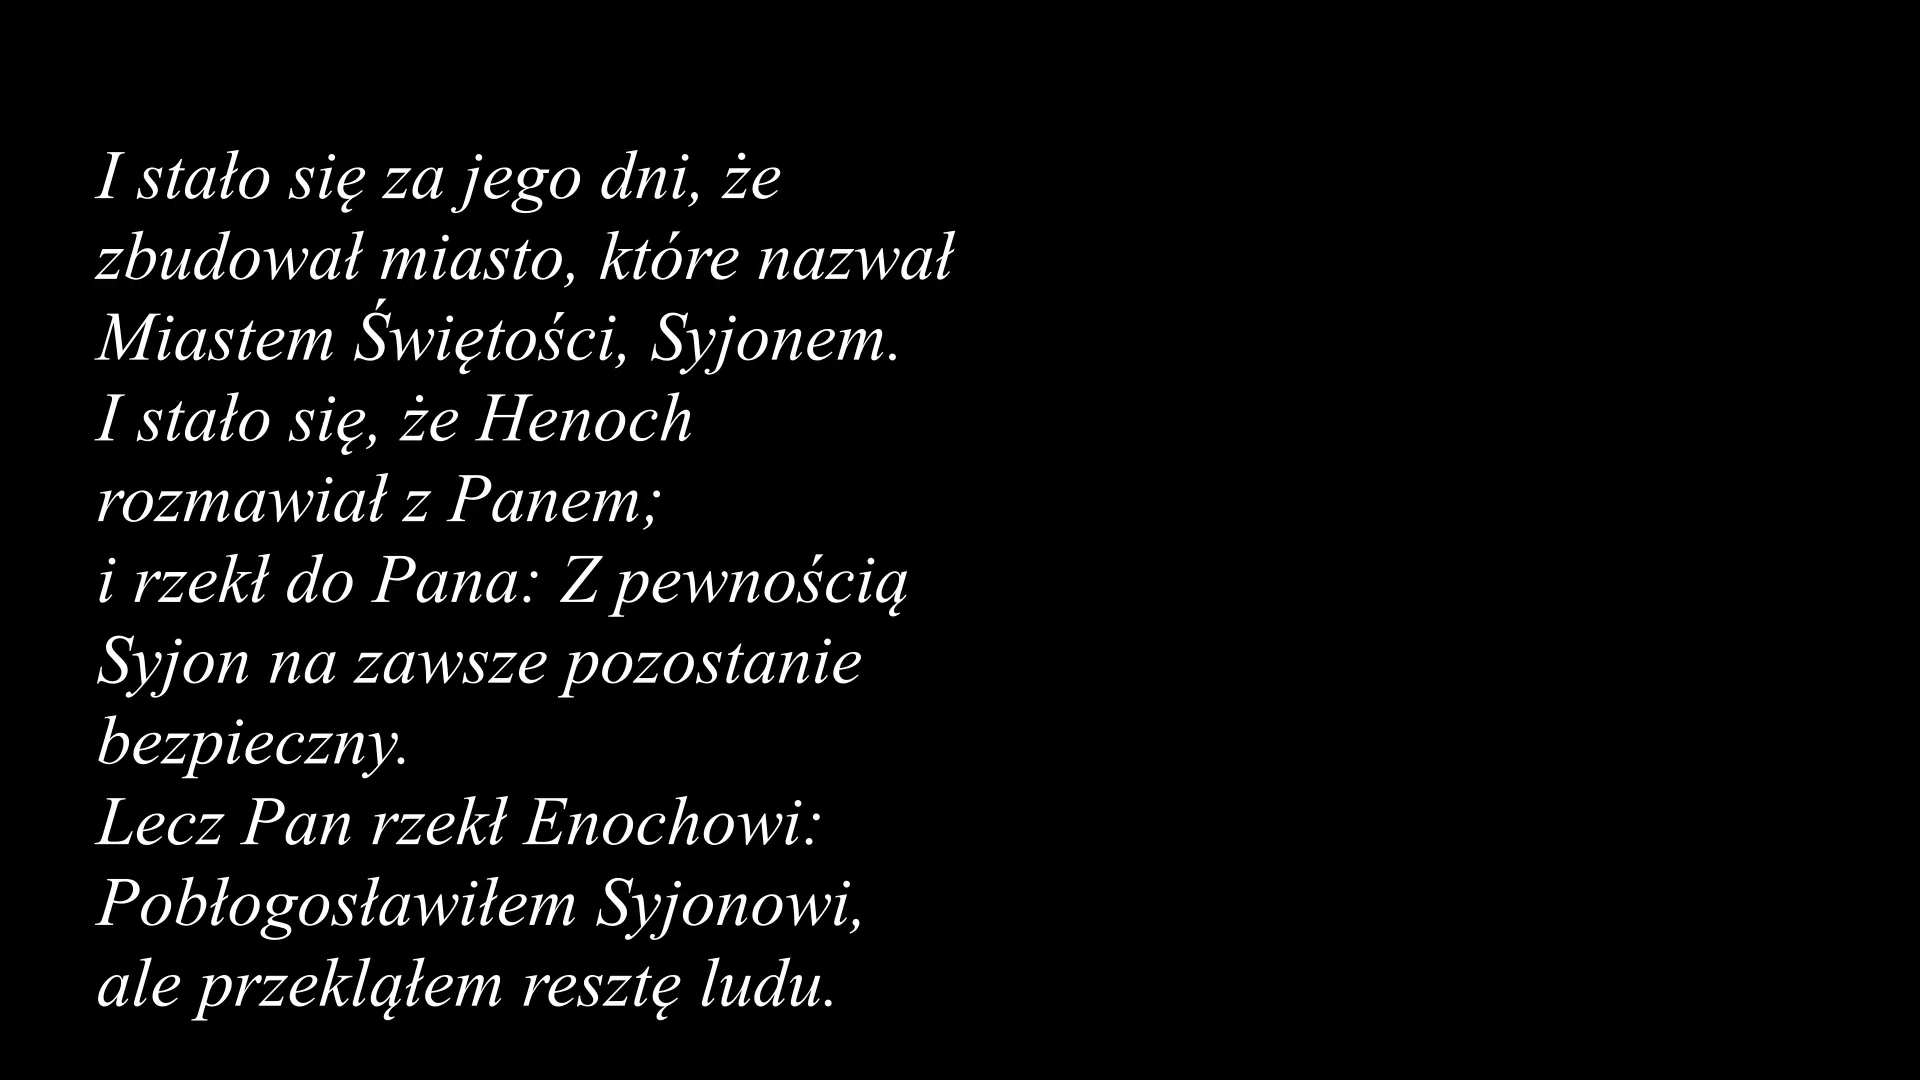 I stało się za jego dni, że
zbudował miasto, które nazwał
Miastem Świętości, Syjonem.
I stało się, że Henoch
rozmawiał z Panem;
i rzekł do Pana: Z pewnością
Syjon na zawsze pozostanie
bezpieczny.
Lecz Pan rzekł Enochowi:
Pobłogosławiłem Syjonowi,
ale przekląłem resztę ludu.